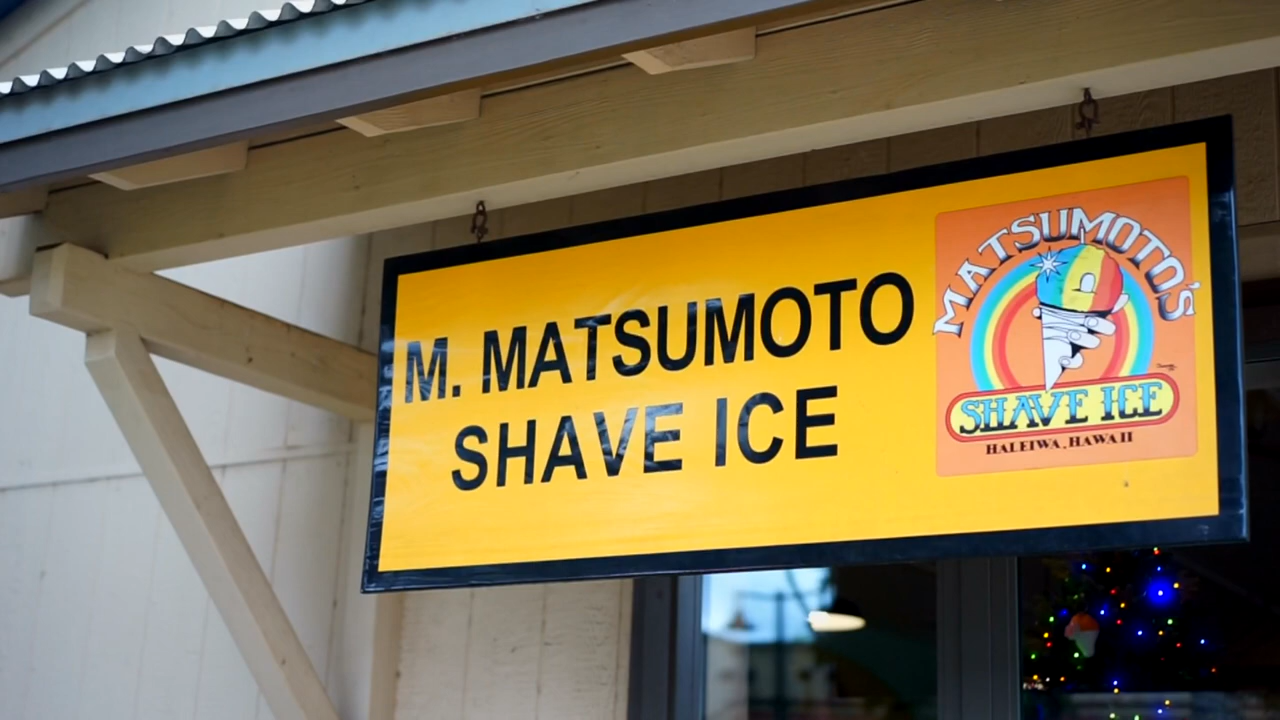 M. MATSUMOTO
SHAVE ICE
MATSUMOTO'S
SHAVE ICE
HALEIWA, HAWAII